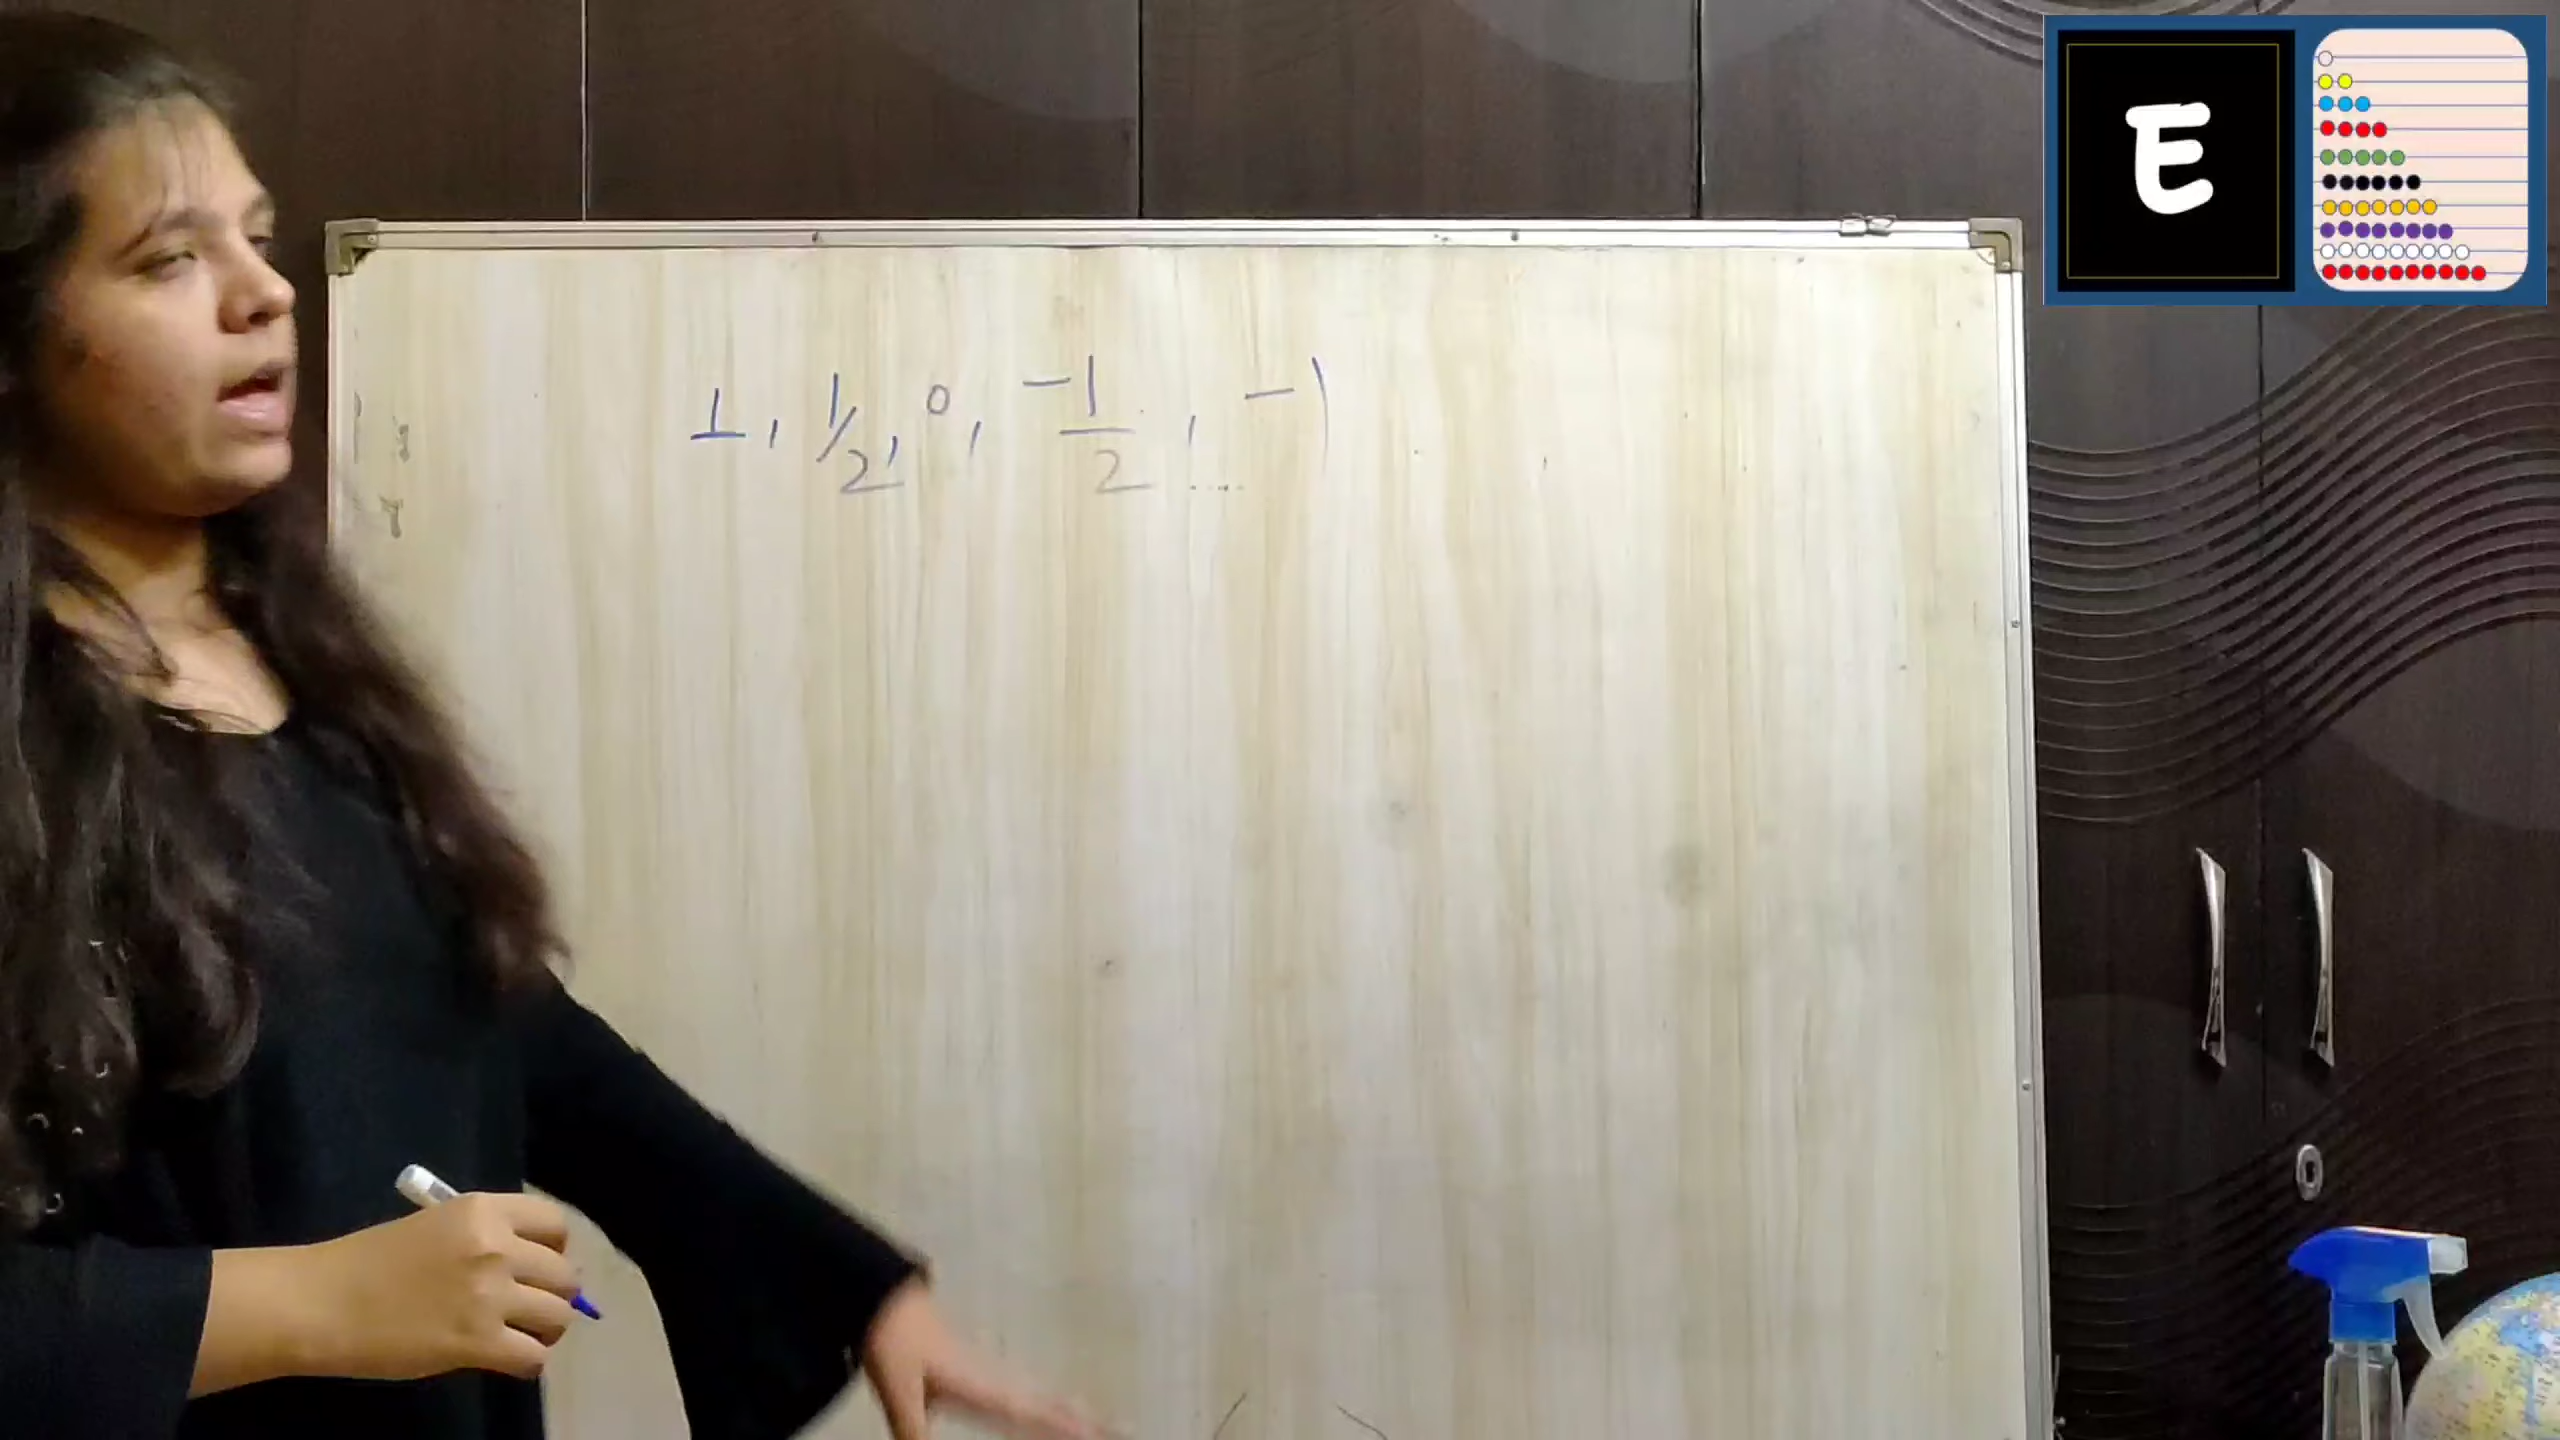 1, 1/2, 0, -1/2, ...., -1
E